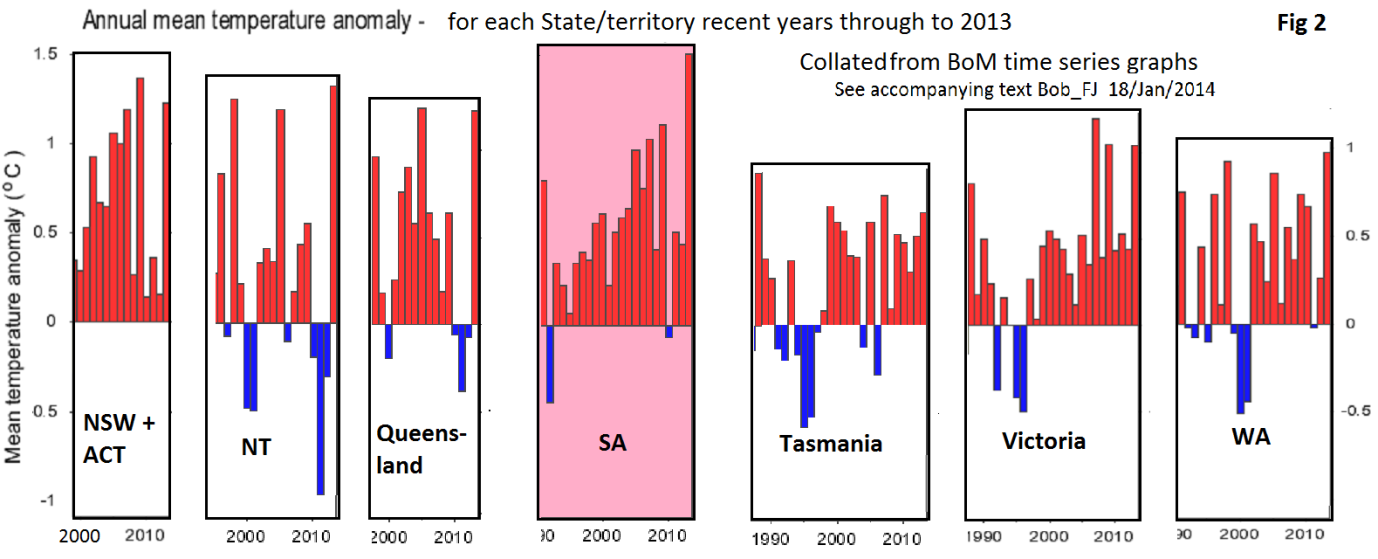 Annual mean temperature anomaly - for each State/territory recent years through to 2013
Fig 2
Collated from BoM time series graphs
See accompanying text Bob_FJ 18/Jan/2014
Mean temperature anomaly (°C)
1.5
1
0.5
0
0.5
-1
NSW +
ACT
NT
Queens-
land
SA
Tasmania
Victoria
WA
1
0.5
0
-0.5
2000 2010
2000 2010
2000 2010
90 2000 2010
1990 2000 2010
1990 2000 2010
90 2000 2010